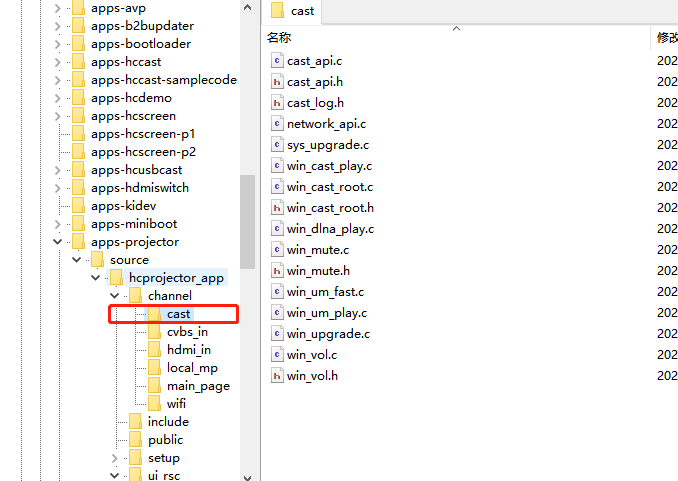 apps-avp
apps-b2bupdater
apps-bootloader
apps-hccast
apps-hccast-samplecode
apps-hcdemo
apps-hcscreen
apps-hcscreen-p1
apps-hcscreen-p2
apps-hcusbcast
apps-hdmiswitch
apps-kidev
apps-miniboot
apps-projector
source
hcprojector_app
channel
cast
cvbs_in
hdmi_in
local_mp
main_page
wifi
include
public
setup
ui_rsc
cast
名称 修改
cast_api.c 202
cast_api.h 202
cast_log.h 202
network_api.c 202
sys_upgrade.c 202
win_cast_play.c 202
win_cast_root.c 202
win_cast_root.h 202
win_dlna_play.c 202
win_mute.c 202
win_mute.h 202
win_um_fast.c 202
win_um_play.c 202
win_upgrade.c 202
win_vol.c 202
win_vol.h 202